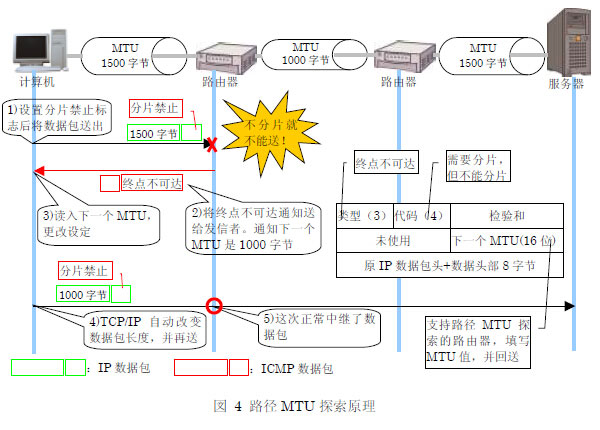 MTU
1500 字节
MTU
1000 字节
MTU
1500 字节
计算机
路由器
路由器
服务器
1)设置分片禁止标
志后将数据包送出
分片禁止
1500 字节
不分片就
不能送!
终点不可达
3)读入下一个 MTU,
更改设定
2)将终点不可达通知送
给发信者。通知下一个
MTU 是 1000 字节
终点不可达
需要分片,
但不能分片
类型（3）
代码（4）
检验和
未使用
下一个 MTU(16 位)
原 IP 数据包头+数据头部 8 字节
分片禁止
1000 字节
4)TCP/IP 自动改变
数据包长度，并再送
5)这次正常中继了数
据包
支持路径 MTU 探
索的路由器，填写
MTU 值，并回送
：IP 数据包
：ICMP 数据包
图 4 路径 MTU 探索原理